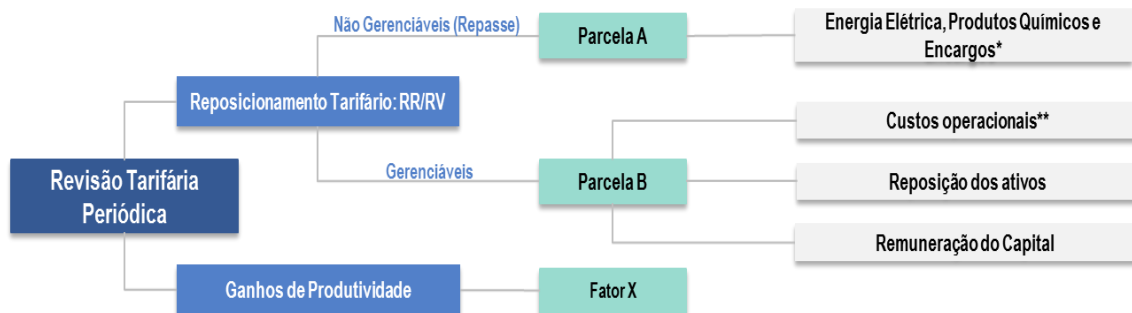 Não Gerenciáveis (Repasse)
Parcela A
Energia Elétrica, Produtos Químicos e
Encargos*
Reposicionamento Tarifário: RR/RV
Custos operacionais**
Gerenciáveis
Parcela B
Reposição dos ativos
Revisão Tarifária
Periódica
Remuneração do Capital
Ganhos de Produtividade
Fator X